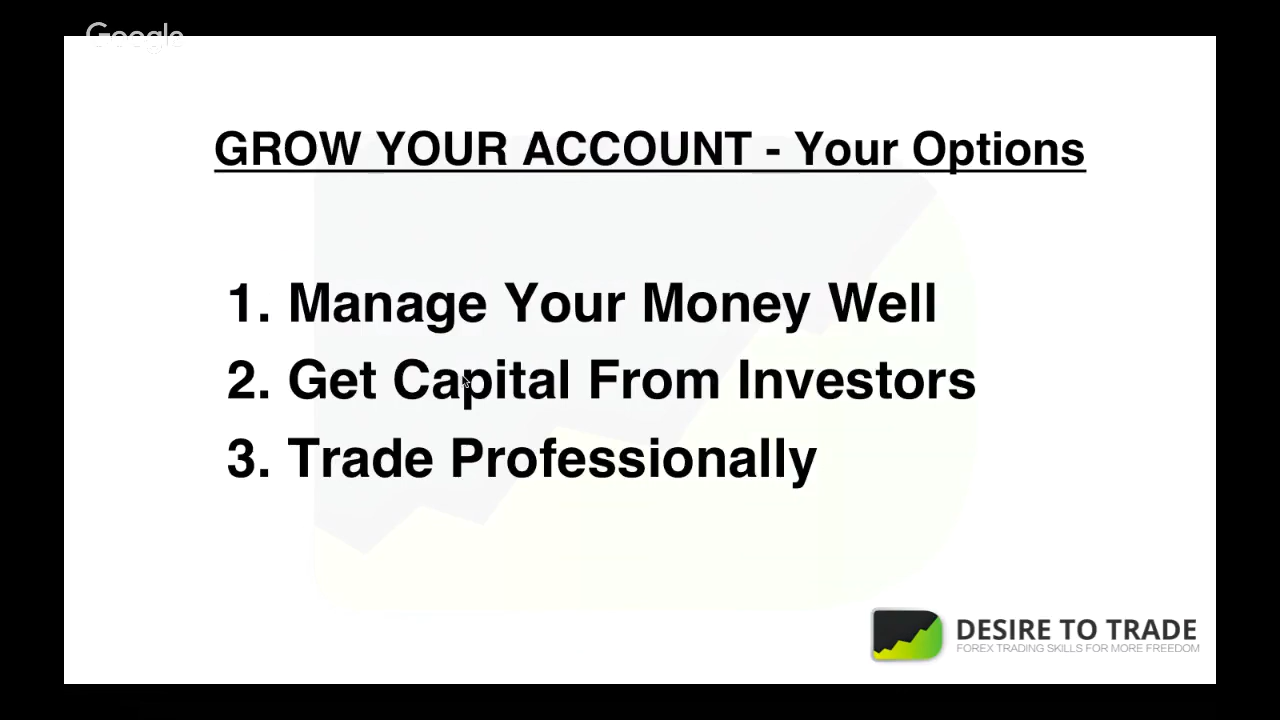 Google
GROW YOUR ACCOUNT - Your Options
1. Manage Your Money Well
2. Get Capital From Investors
3. Trade Professionally
DESIRE TO TRADE
FOREX TRADING SKILLS FOR MORE FREEDOM